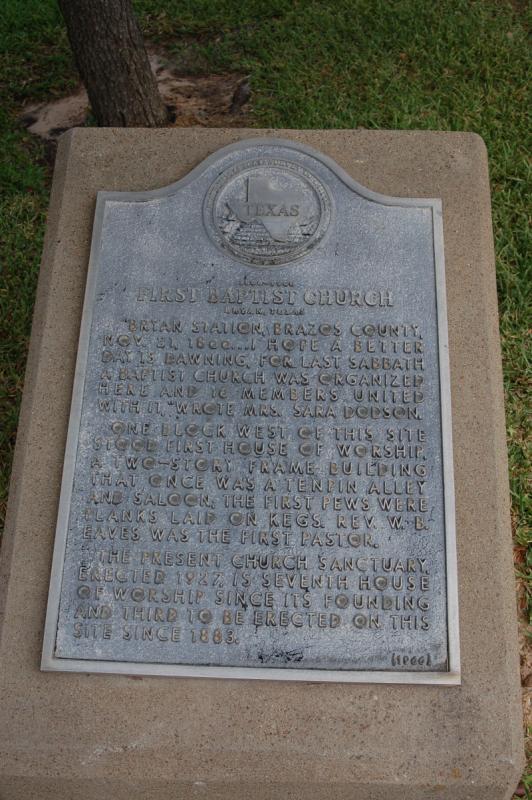 TEXAS
1866-1966
FIRST BAPTIST CHURCH
BRYAN, TEXAS
"BRYAN STATION, BRAZOS COUNTY,
NOV. 21, 1866...I HOPE A BETTER
DAY IS DAWNING, FOR LAST SABBATH
A BAPTIST CHURCH WAS ORGANIZED
HERE AND 16 MEMBERS UNITED
WITH IT," WROTE MRS. SARA DODSON.
ONE BLOCK WEST OF THIS SITE
STOOD FIRST HOUSE OF WORSHIP,
A TWO-STORY FRAME BUILDING
THAT ONCE WAS A TENPIN ALLEY
AND SALOON. THE FIRST PEWS WERE
PLANKS LAID ON KEGS. REV. W. B.
EAVES WAS THE FIRST PASTOR.
THE PRESENT CHURCH SANCTUARY,
ERECTED 1927, IS SEVENTH HOUSE
OF WORSHIP SINCE ITS FOUNDING
AND THIRD TO BE ERECTED ON THIS
SITE SINCE 1883.
(1966)